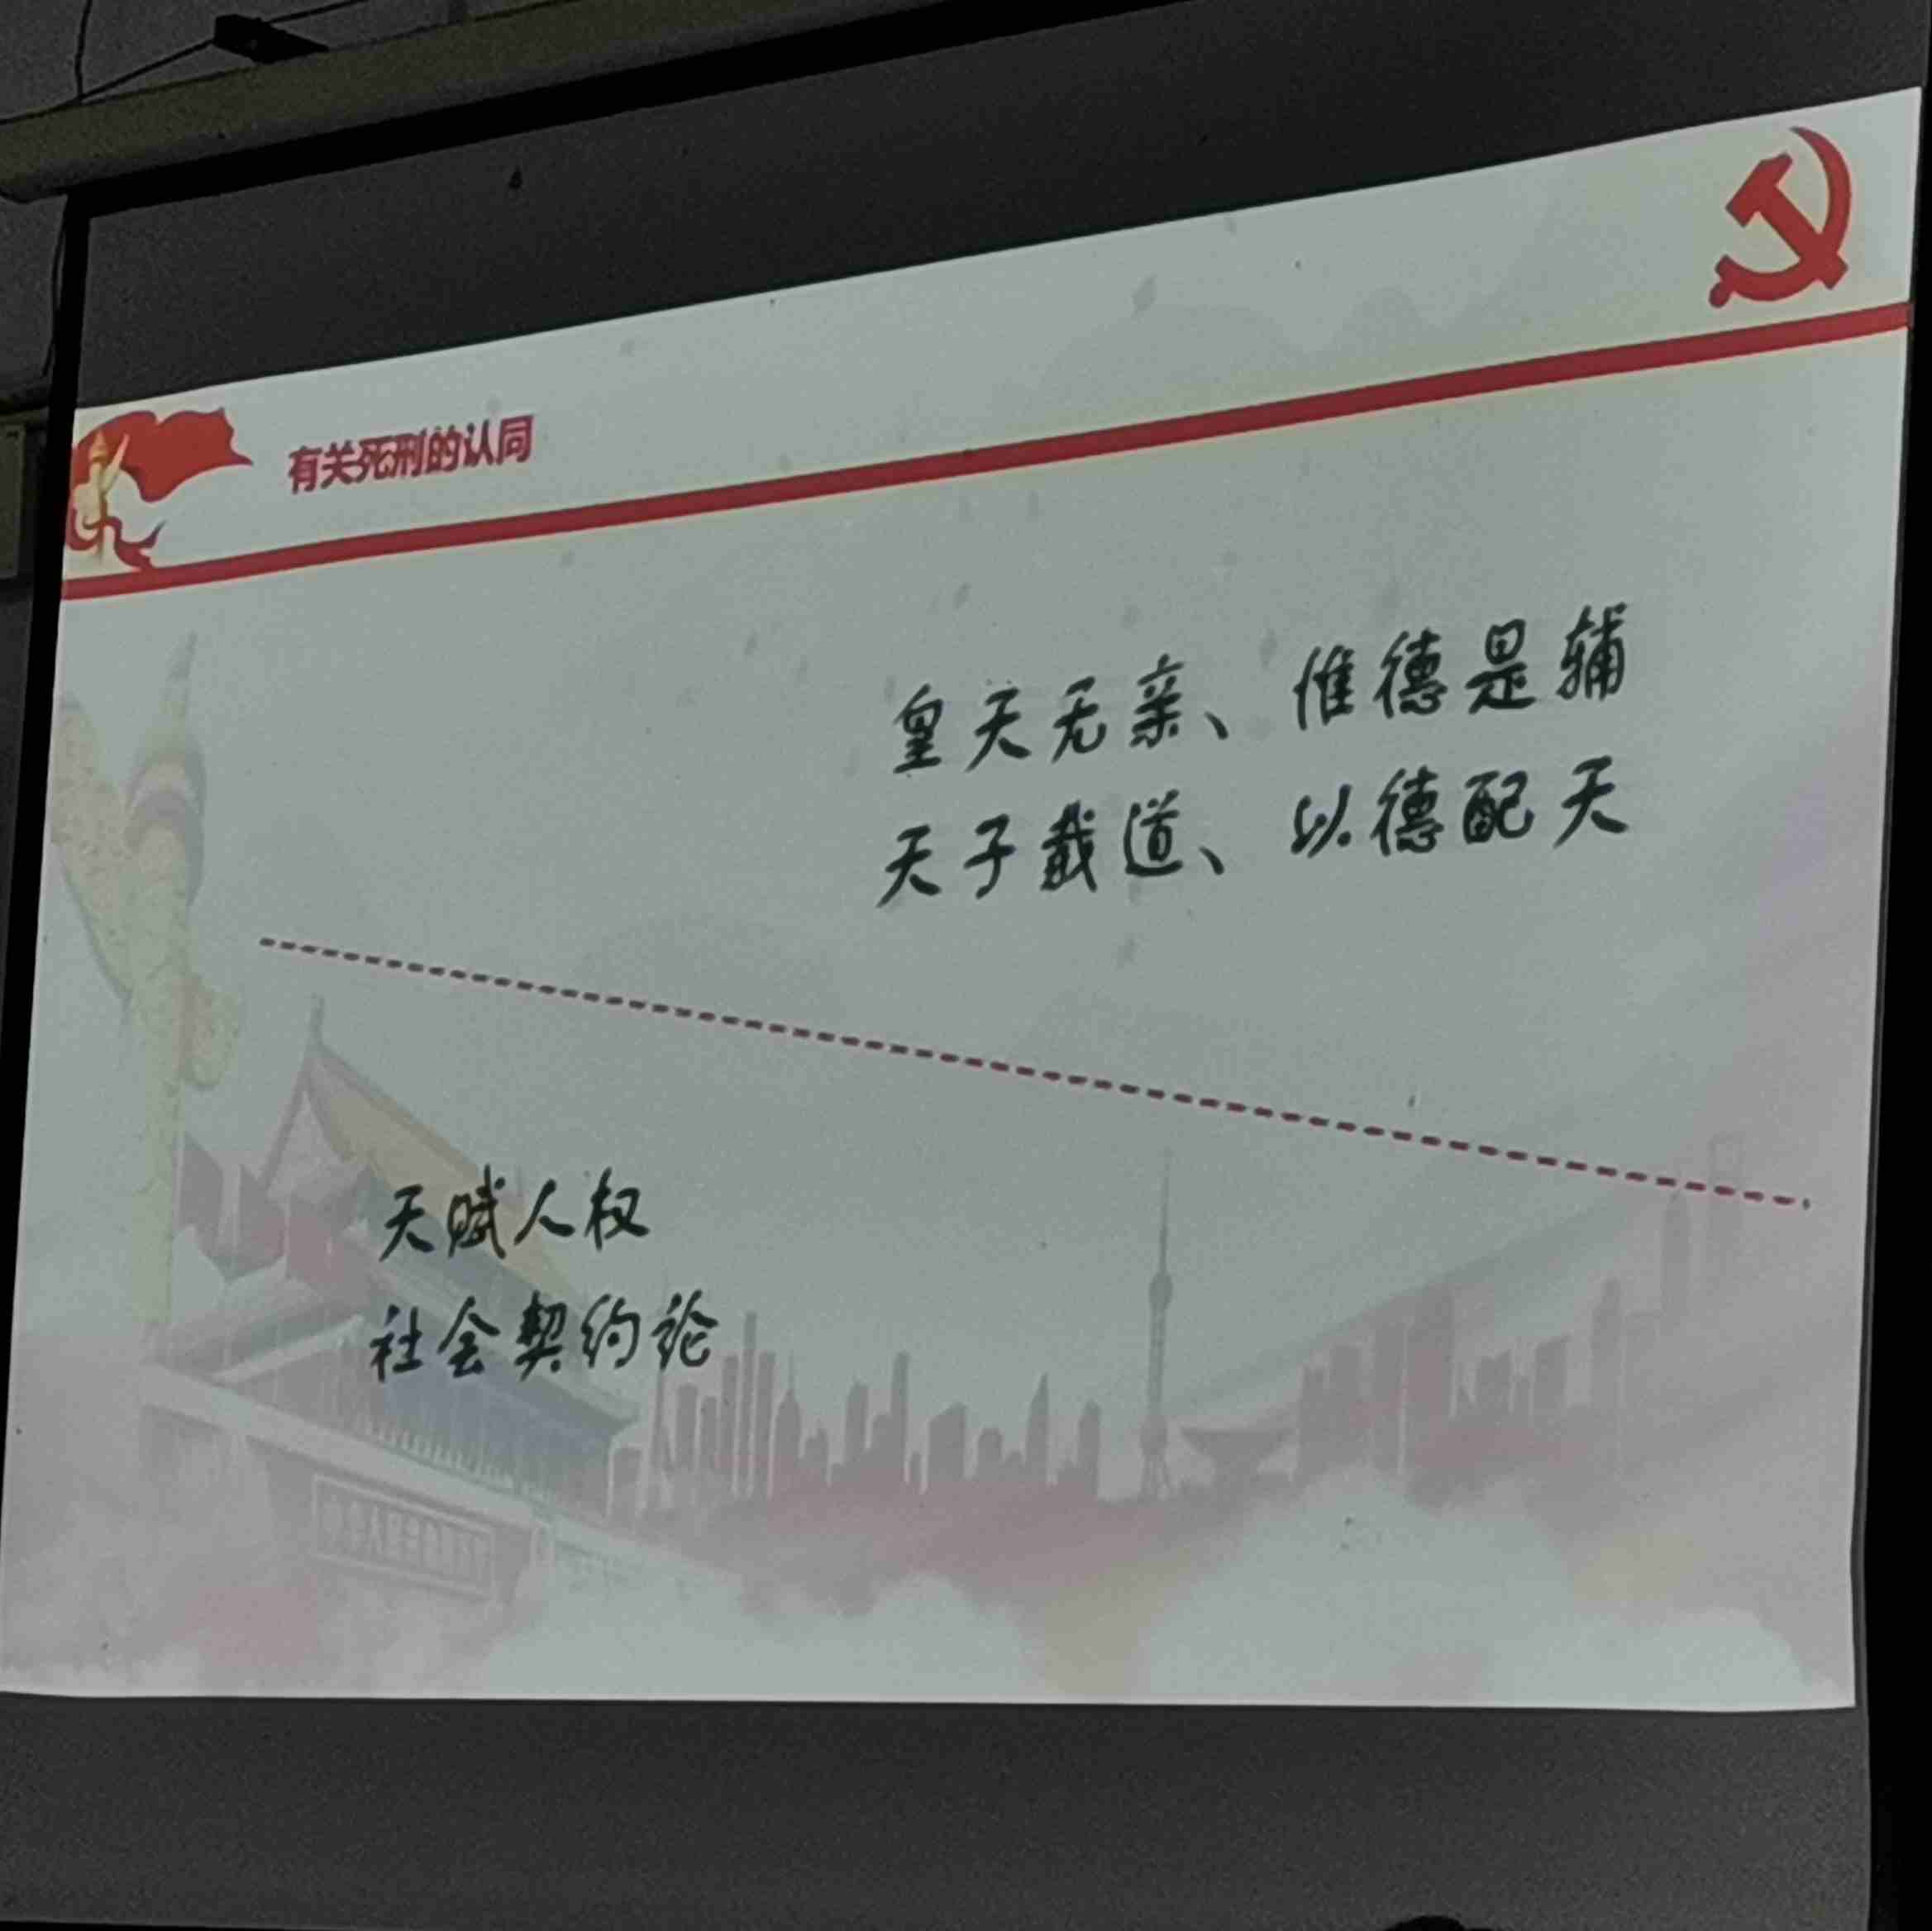 有关死刑的认同
皇天无亲、惟德是辅
天子载道、以德配天
天赋人权
社会契约论